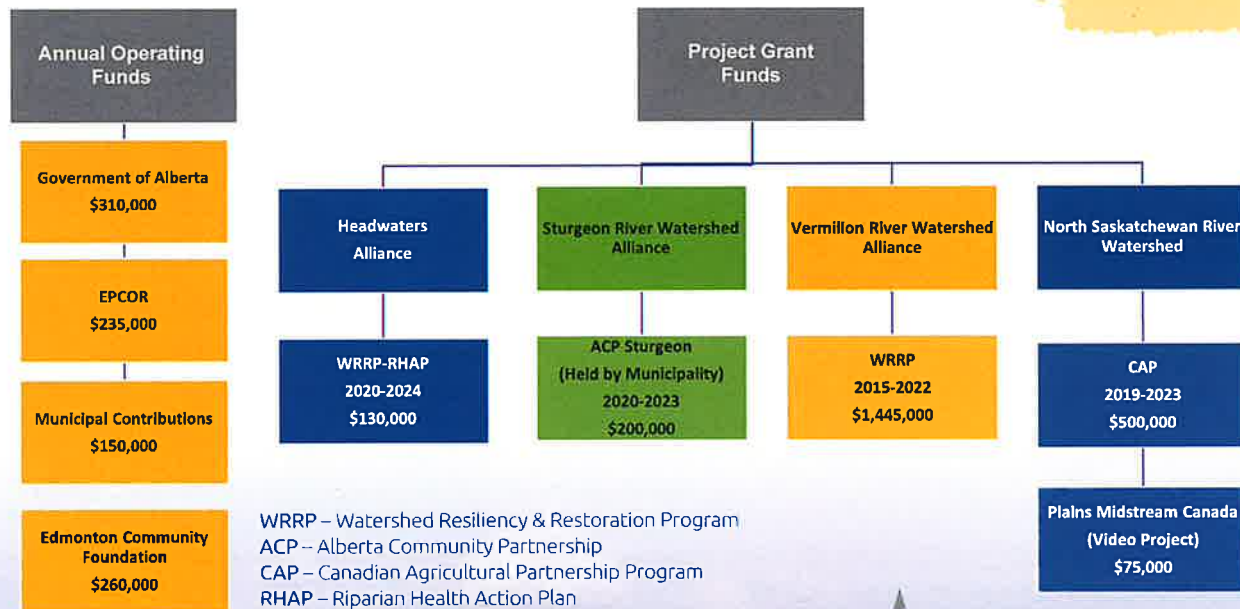 Annual Operating
Funds
Government of Alberta
$310,000
EPCOR
$235,000
Municipal Contributions
$150,000
Edmonton Community
Foundation
$260,000
Project Grant
Funds
Headwaters
Alliance
WRRP-RHAP
2020-2024
$130,000
Sturgeon River Watershed
Alliance
ACP Sturgeon
(Held by Municipality)
2020-2023
$200,000
Vermilion River Watershed
Alliance
WRRP
2015-2022
$1,445,000
North Saskatchewan River
Watershed
CAP
2019-2023
$500,000
Plains Midstream Canada
(Video Project)
$75,000
WRRP – Watershed Resiliency & Restoration Program
ACP – Alberta Community Partnership
CAP – Canadian Agricultural Partnership Program
RHAP – Riparian Health Action Plan